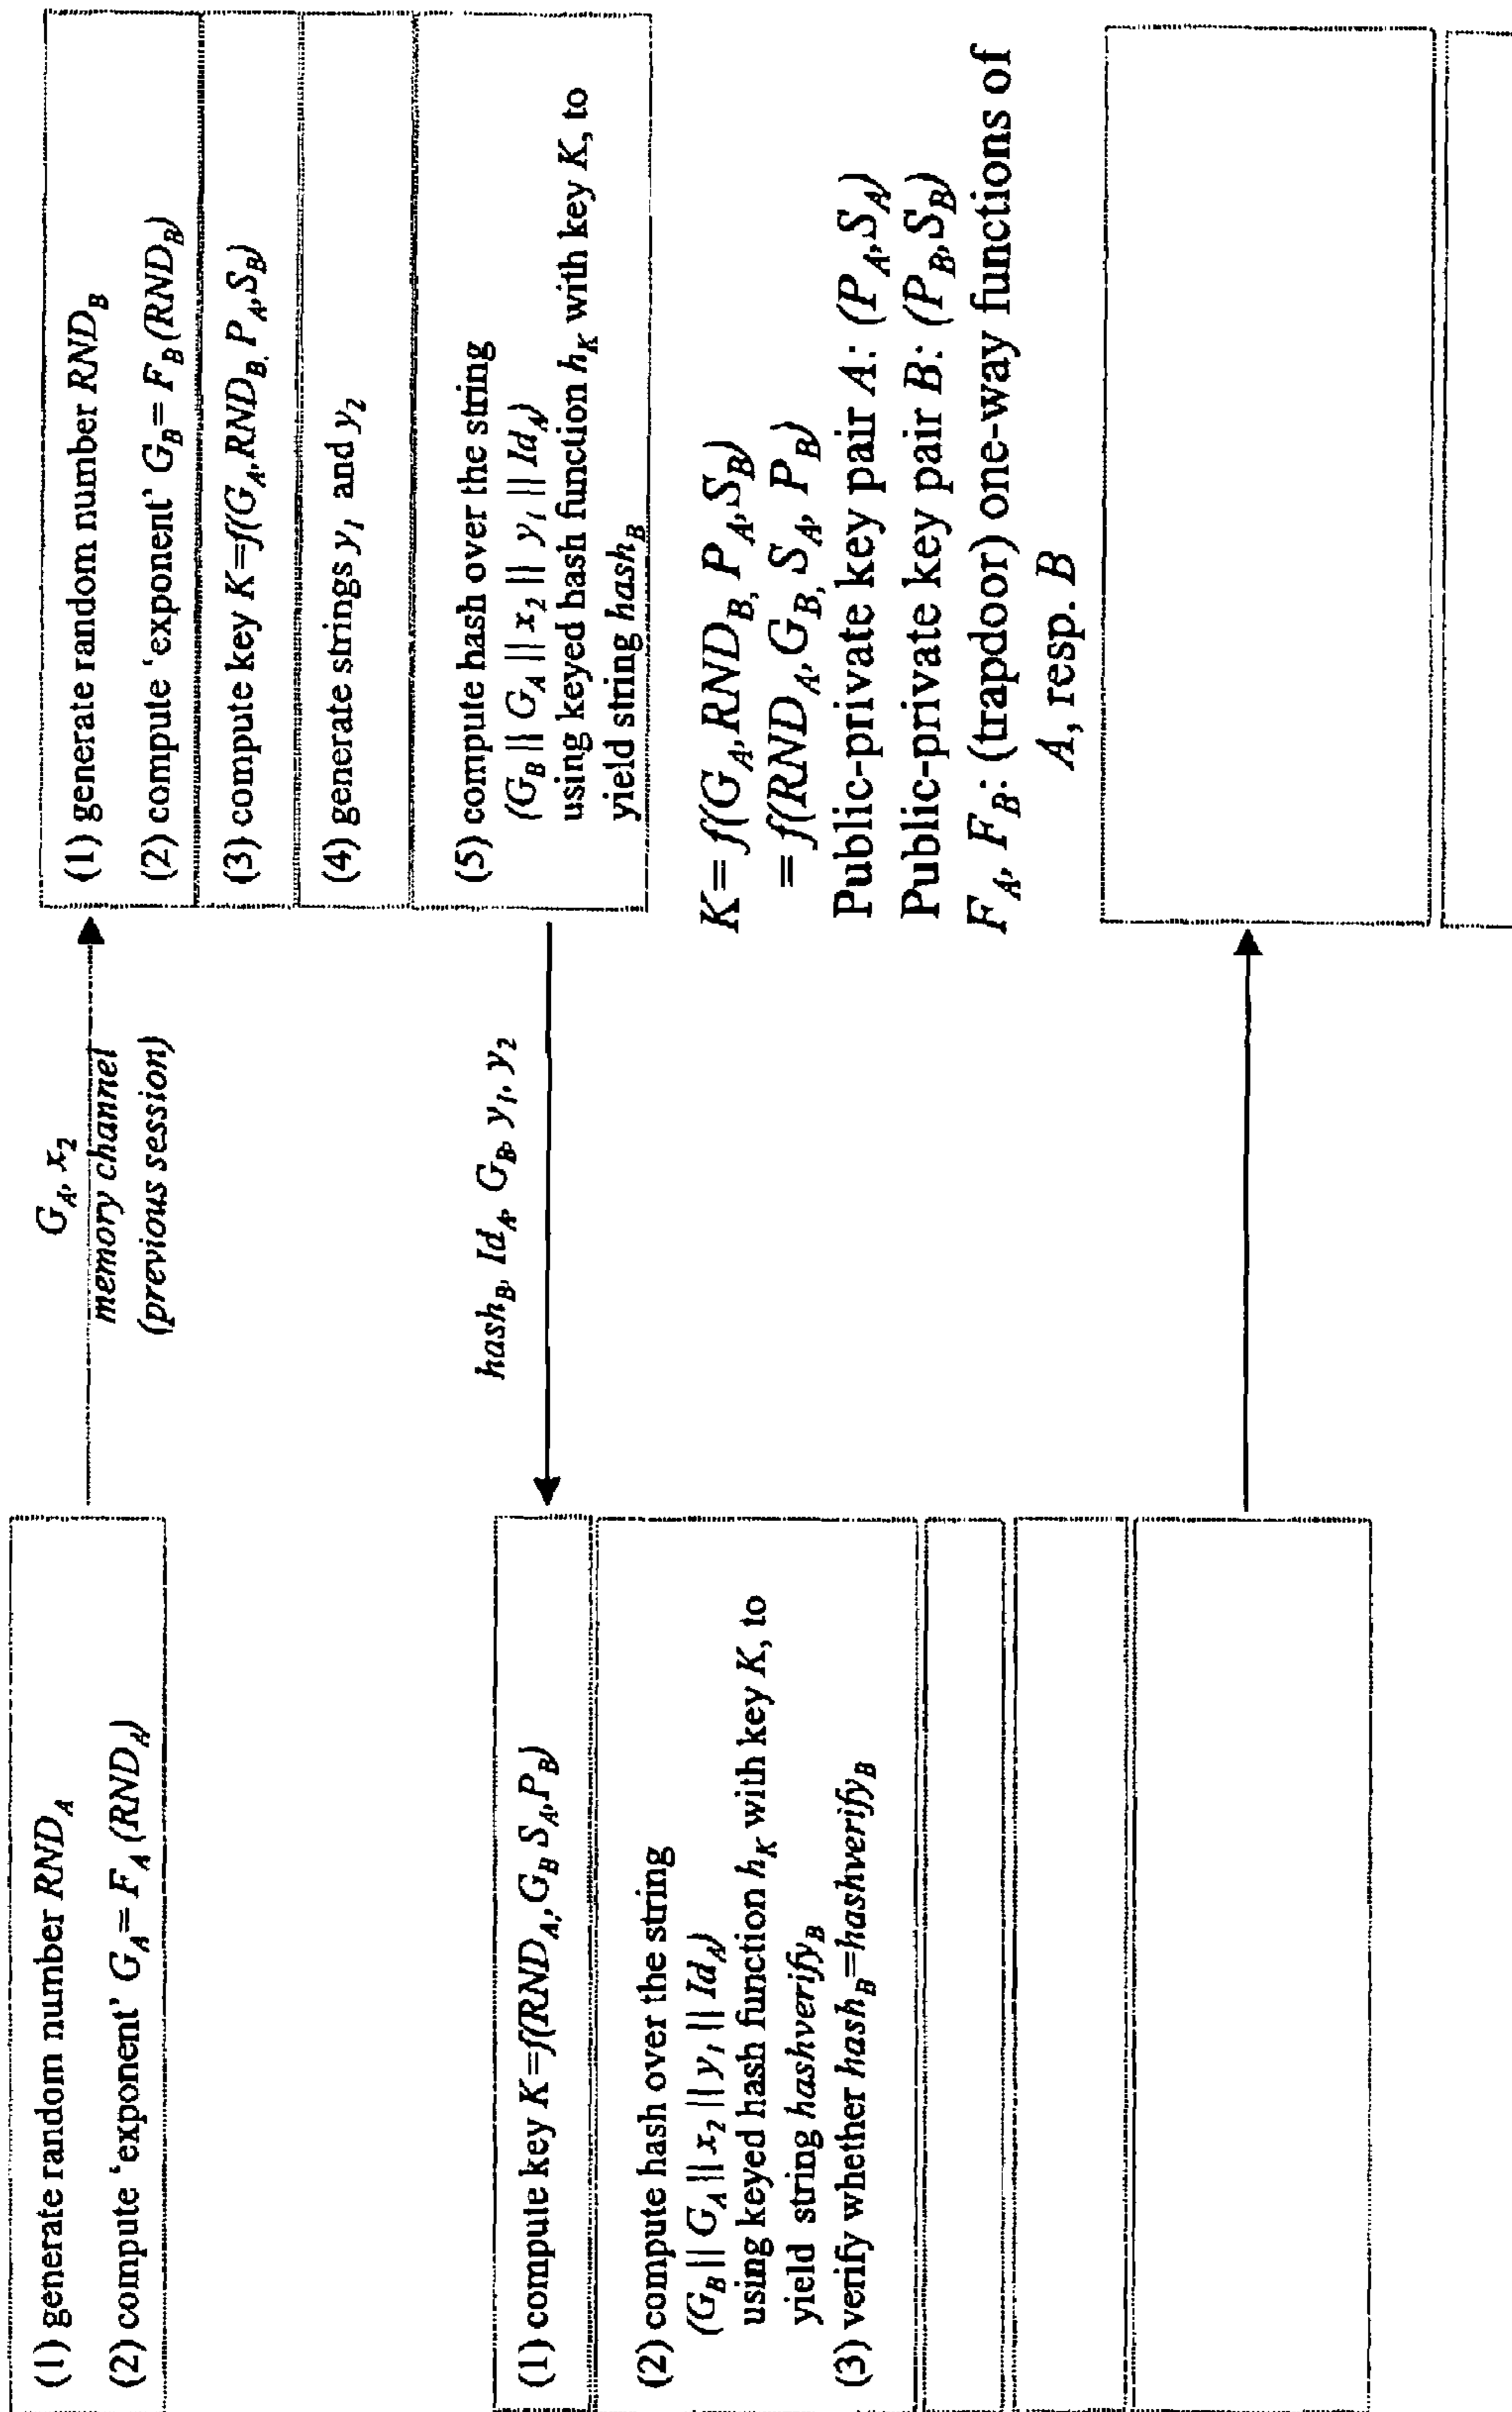 (1) generate random number RND_A
(2) compute ‘exponent’ G_A= F_A (RND_A)
G_A, x_2
memory channel
(previous session)
(1) generate random number RND_B
(2) compute ‘exponent’ G_B= F_B (RND_B)
(3) compute key K=f(G_A,RND_B, P_A,S_B)
(4) generate strings y_1 and y_2
(5) compute hash over the string
(G_B || G_A || x_2 || y_1 || Id_A)
using keyed hash function h_K with key K, to
yield string hash_B
hash_B, Id_A, G_B, y_1, y_2
(1) compute key K=f(RND_A, G_B S_A,P_B)
(2) compute hash over the string
(G_B || G_A || x_2 || y_1 || Id_A)
using keyed hash function h_K with key K, to
yield string hashverify_B
(3) verify whether hash_B=hashverify_B
K= f(G_A, RND_B, P_A,S_B)
= f(RND_A, G_B, S_A, P_B)
Public-private key pair A: (P_A,S_A)
Public-private key pair B: (P_B,S_B)
F_A, F_B: (trapdoor) one-way functions of
A, resp. B